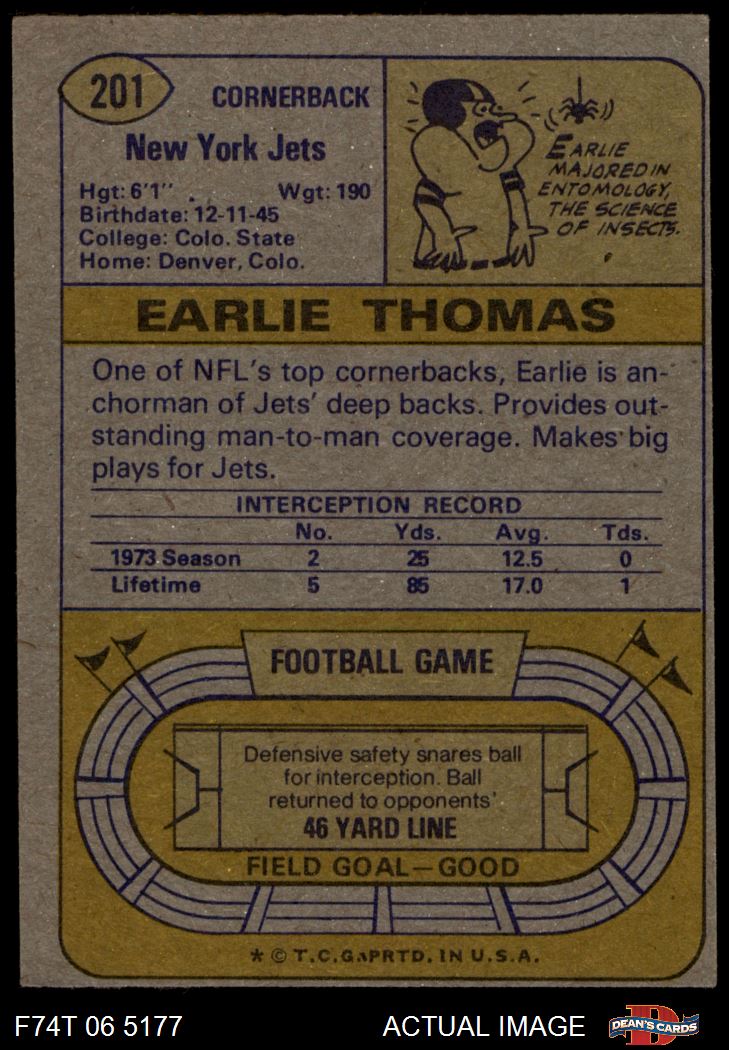 201
CORNERBACK
New York Jets
Hgt: 6'1" Wgt: 190
Birthdate: 12-11-45
College: Colo. State
Home: Denver, Colo.
EARLIE
MAJORED IN
ENTOMOLOGY,
THE SCIENCE
OF INSECTS.
EARLIE THOMAS
One of NFL's top cornerbacks, Earlie is an-
chorman of Jets' deep backs. Provides out-
standing man-to-man coverage. Makes big
plays for Jets.
INTERCEPTION RECORD
No. Yds. Avg. Tds.
1973 Season 2 25 12.5 0
Lifetime 5 85 17.0 1
FOOTBALL GAME
Defensive safety snares ball
for interception. Ball
returned to opponents'
46 YARD LINE
FIELD GOAL—GOOD
* © T.C.G. PRTD. IN U.S.A.
F74T 06 5177 ACTUAL IMAGE D DEAN'S CARDS